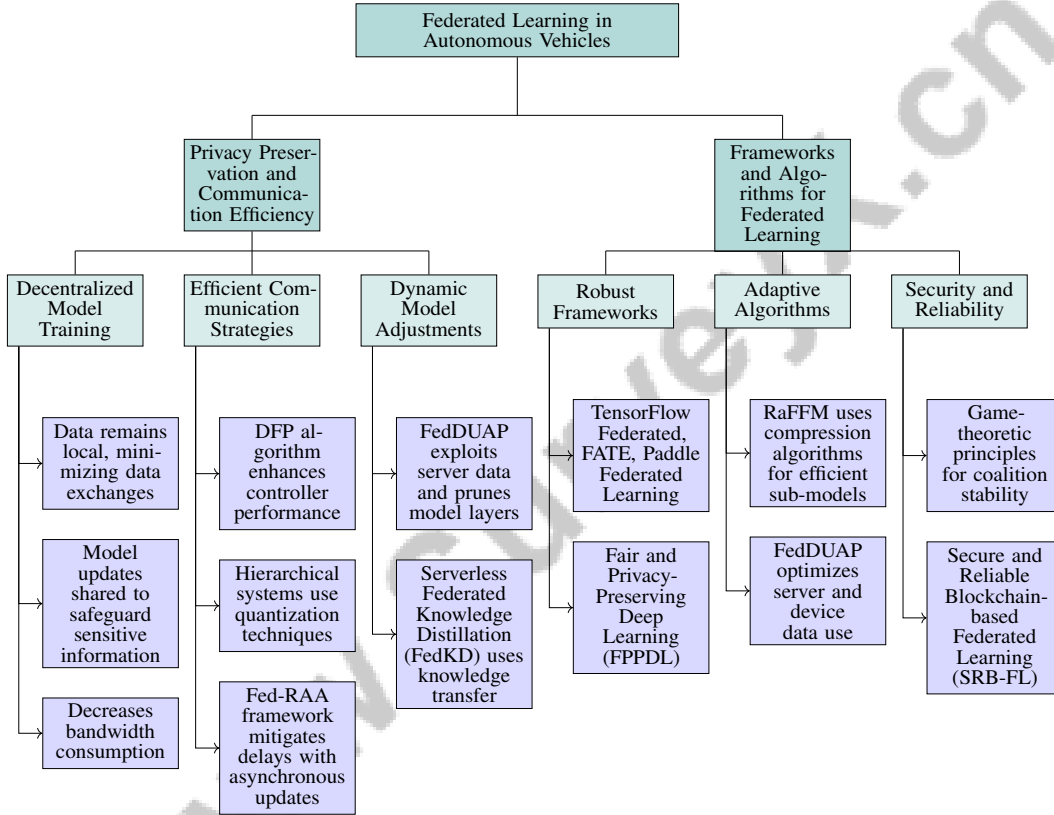 Federated Learning in
Autonomous Vehicles
Privacy Preser-
vation and
Communica-
tion Efficiency
Frameworks
and Algo-
rithms for
Federated
Learning
Decentralized
Model
Training
Efficient Com-
munication
Strategies
Dynamic
Model
Adjustments
Robust
Frameworks
Adaptive
Algorithms
Security and
Reliability
Data remains
local, mini-
mizing data
exchanges
Model
updates
shared to
safeguard
sensitive
information
Decreases
bandwidth
consumption
DFP al-
gorithm
enhances
controller
performance
Hierarchical
systems use
quantization
techniques
Fed-RAA
framework
mitigates
delays with
asynchronous
updates
FedDUAP
exploits
server data
and prunes
model layers
Serverless
Federated
Knowledge
Distillation
(FedKD) uses
knowledge
transfer
TensorFlow
Federated,
FATE, Paddle
Federated
Learning
Fair and
Privacy-
Preserving
Deep
Learning
(FPPDL)
RaFFM uses
compression
algorithms
for efficient
sub-models
FedDUAP
optimizes
server and
device
data use
Game-
theoretic
principles
for coalition
stability
Secure and
Reliable
Blockchain-
based
Federated
Learning
(SRB-FL)
www.surveyx.cn